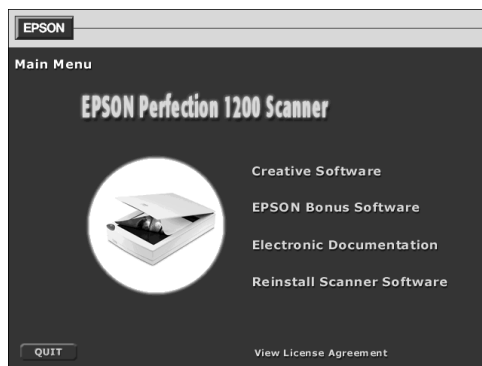 EPSON
Main Menu
EPSON Perfection 1200 Scanner
Creative Software
EPSON Bonus Software
Electronic Documentation
Reinstall Scanner Software
QUIT
View License Agreement